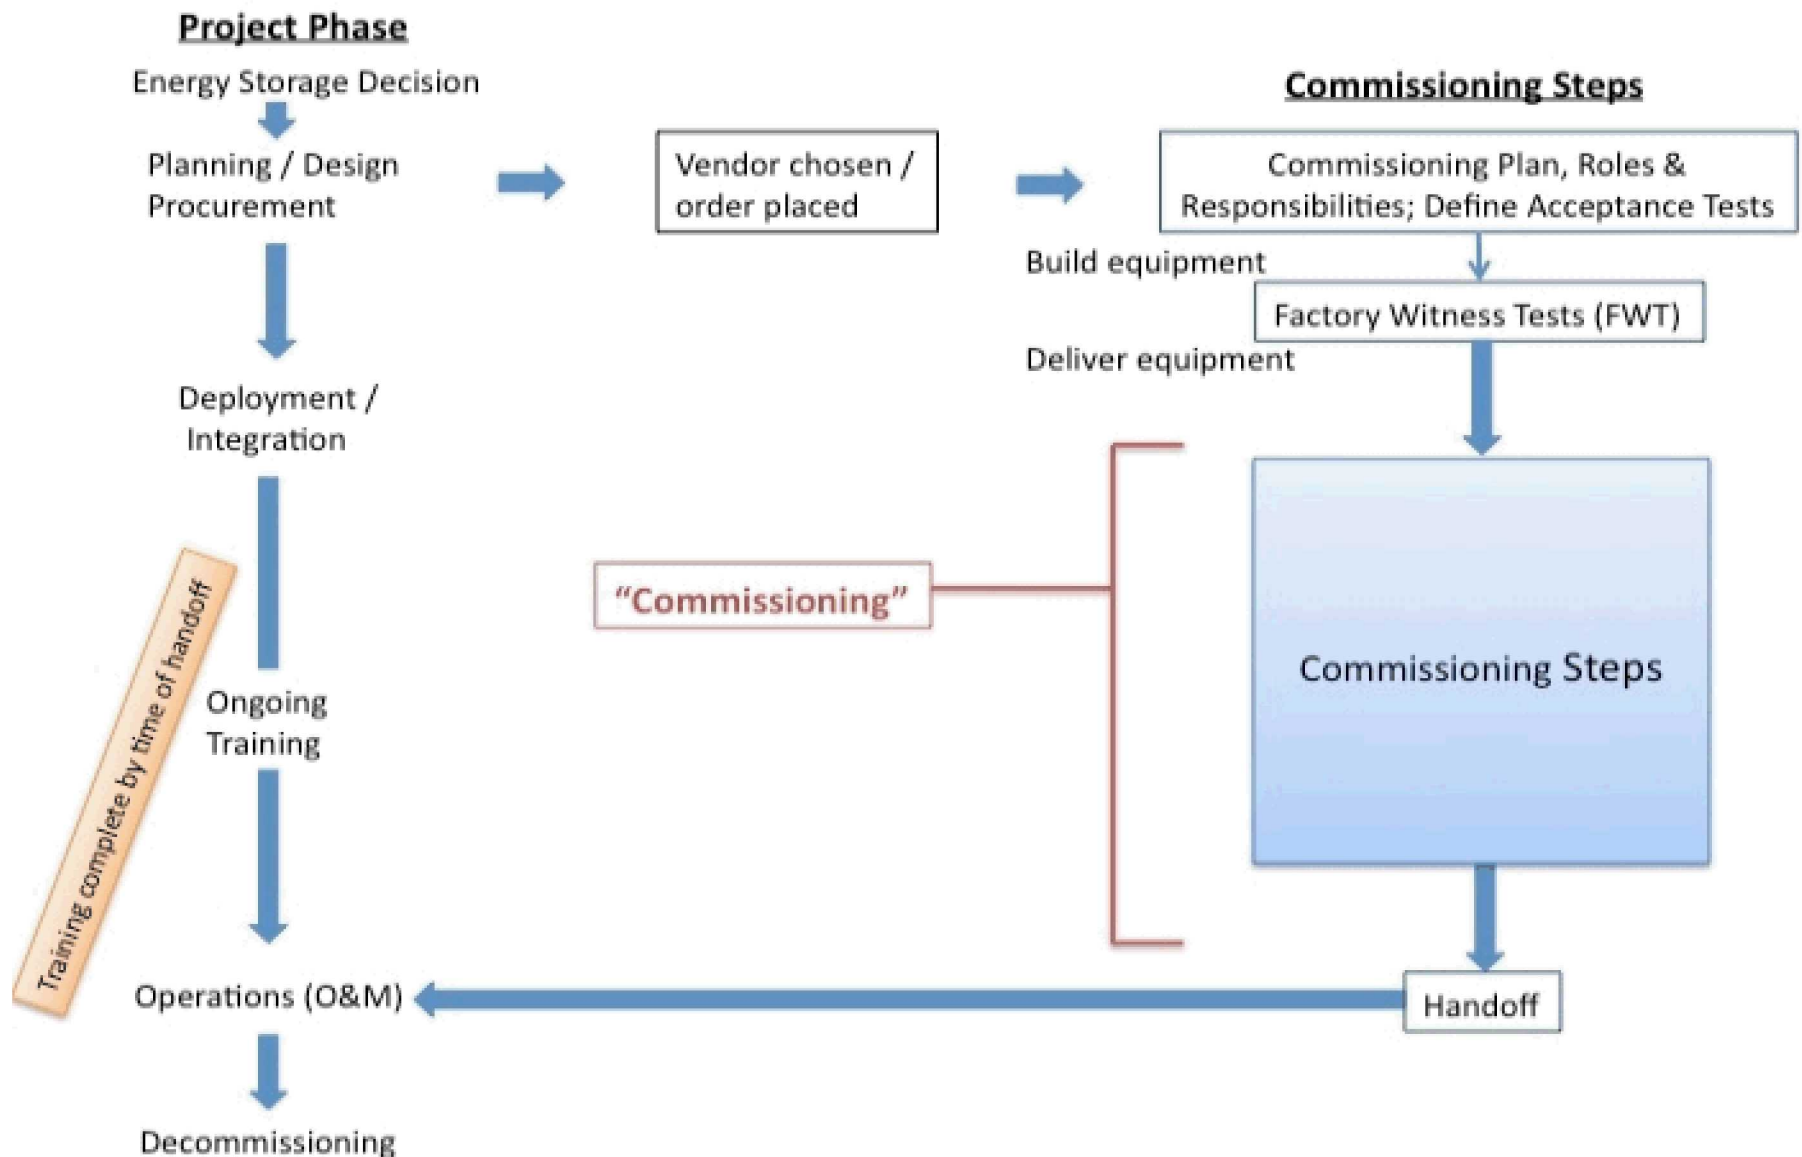 Project Phase
Energy Storage Decision
Planning / Design
Procurement
Vendor chosen /
order placed
Commissioning Steps
Commissioning Plan, Roles &
Responsibilities; Define Acceptance Tests
Build equipment
Factory Witness Tests (FWT)
Deliver equipment
Deployment /
Integration
"Commissioning"
Commissioning Steps
Training complete by time of handoff
Ongoing
Training
Operations (O&M)
Handoff
Decommissioning